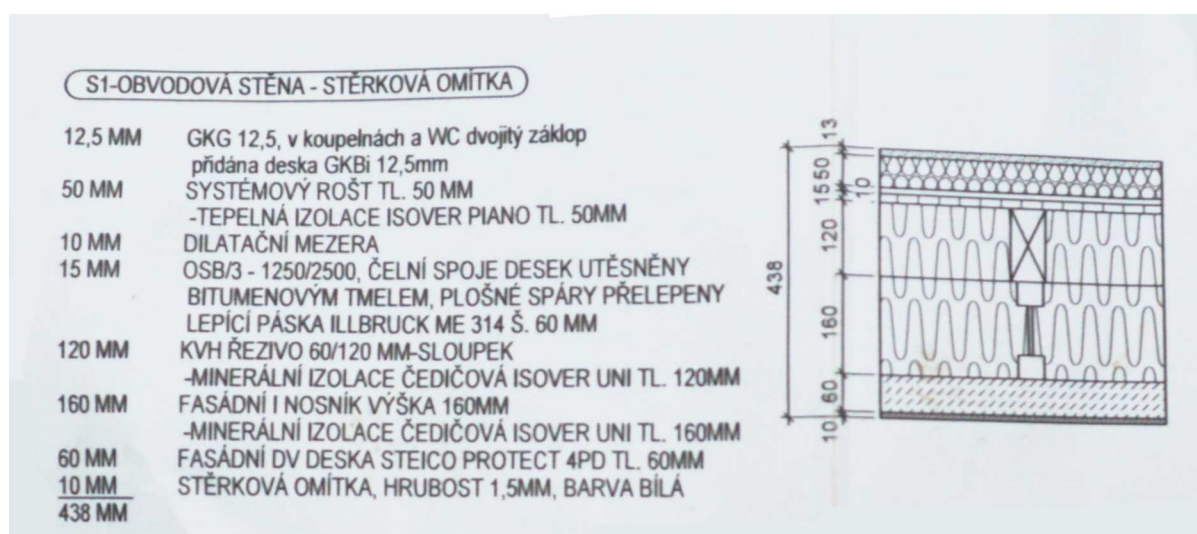 S1-OBVODOVÁ STĚNA - STĚRKOVÁ OMÍTKA
12,5 MM GKG 12,5, v koupelnách a WC dvojitý záklop
přidána deska GKBi 12,5mm
50 MM SYSTÉMOVÝ ROŠT TL. 50 MM
-TEPELNÁ IZOLACE ISOVER PIANO TL. 50MM
10 MM DILATAČNÍ MEZERA
15 MM OSB/3 - 1250/2500, ČELNÍ SPOJE DESEK UTĚSNĚNY
BITUMENOVÝM TMELEM, PLOŠNÉ SPÁRY PŘELEPENY
LEPÍCÍ PÁSKA ILLBRUCK ME 314 Š. 60 MM
120 MM KVH ŘEZIVO 60/120 MM-SLOUPEK
-MINERÁLNÍ IZOLACE ČEDIČOVÁ ISOVER UNI TL. 120MM
160 MM FASÁDNÍ I NOSNÍK VÝŠKA 160MM
-MINERÁLNÍ IZOLACE ČEDIČOVÁ ISOVER UNI TL. 160MM
60 MM FASÁDNÍ DV DESKA STEICO PROTECT 4PD TL. 60MM
10 MM STĚRKOVÁ OMÍTKA, HRUBOST 1,5MM, BARVA BÍLÁ
438 MM
438
13
50
10
15
120
160
60
10